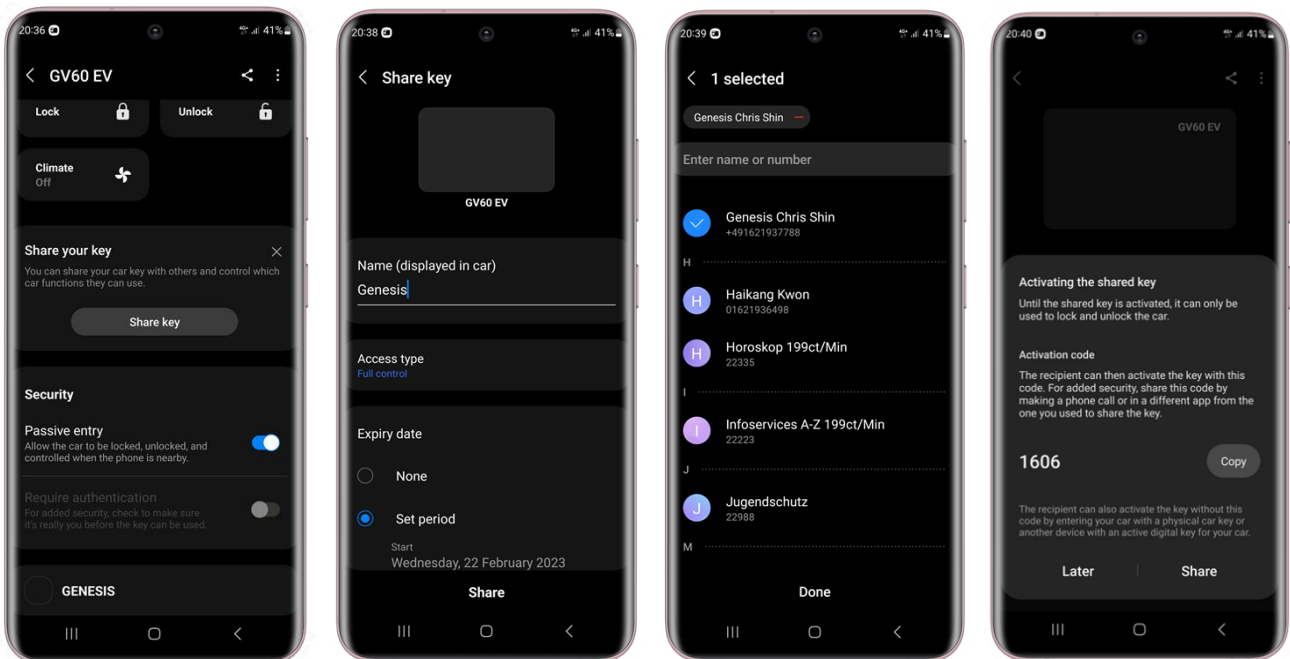 20:36
41%
GV60 EV
Lock
Unlock
Climate
Off
Share your key
You can share your car key with others and control which
car functions they can use.
Share key
Security
Passive entry
Allow the car to be locked, unlocked, and
controlled when the phone is nearby.
Require authentication
For added security, check to make sure
it's really you before the key can be used.
GENESIS
20:38
41%
Share key
GV60 EV
Name (displayed in car)
Genesis
Access type
Full control
Expiry date
None
Set period
Start
Wednesday, 22 February 2023
Share
20:39
41%
1 selected
Genesis Chris Shin
Enter name or number
Genesis Chris Shin
+491621937788
H
H
Haikang Kwon
01621936498
H
Horoskop 199ct/Min
22335
I
I
Infoservices A-Z 199ct/Min
22223
J
J
Jugendschutz
22988
M
Done
20:40
41%
GV60 EV
Activating the shared key
Until the shared key is activated, it can only be
used to lock and unlock the car.
Activation code
The recipient can then activate the key with this
code. For added security, share this code by
making a phone call or in a different app from the
one you used to share the key.
1606
Copy
The recipient can also activate the key without this
code by entering your car with a physical car key or
another device with an active digital key for your car.
Later
Share